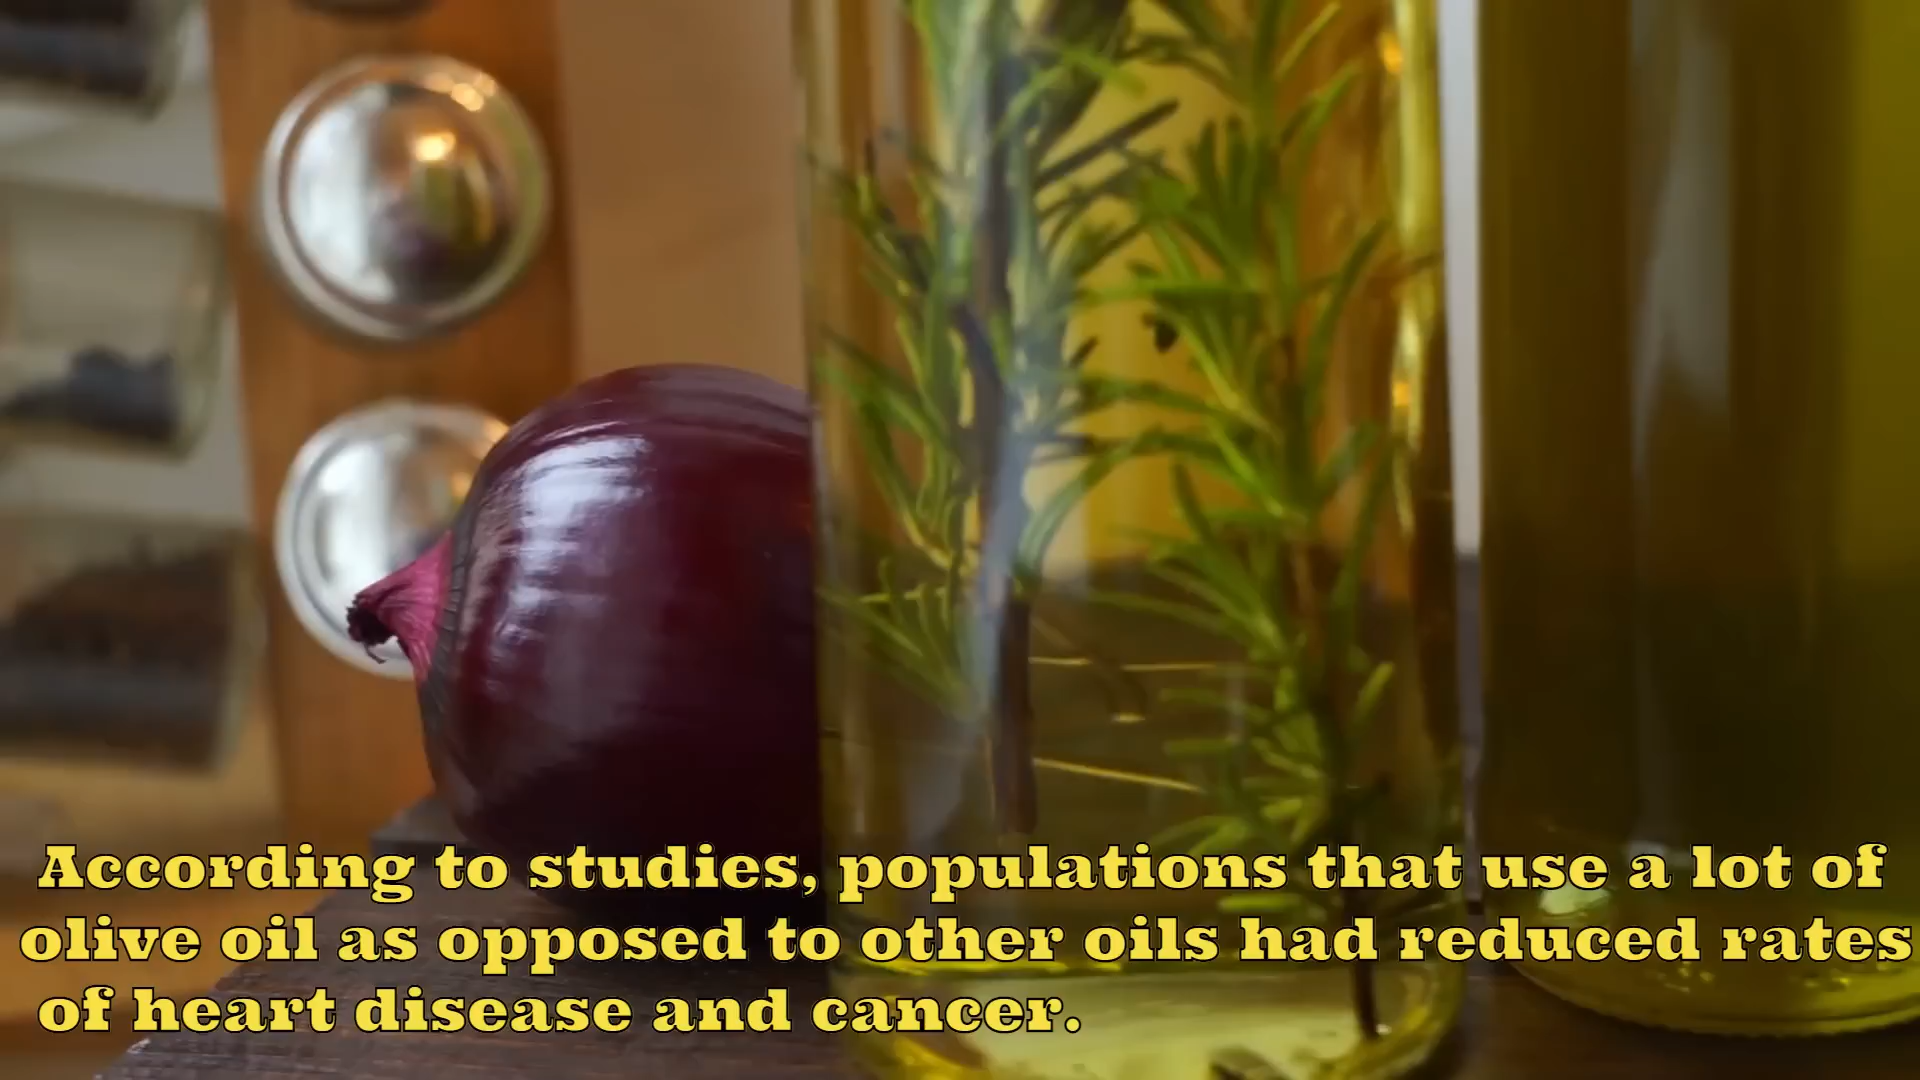 According to studies, populations that use a lot of
olive oil as opposed to other oils had reduced rates
of heart disease and cancer.